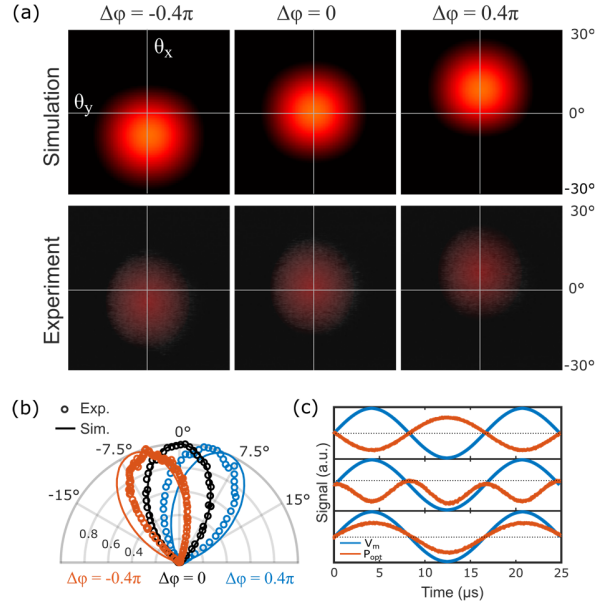 (a)
Δφ = -0.4π
Δφ = 0
Δφ = 0.4π
Simulation
θx
θy
30°
0°
-30°
Experiment
30°
0°
-30°
(b)
Exp.
Sim.
0°
-7.5°
7.5°
-15°
15°
0.8
0.6
0.4
Δφ = -0.4π
Δφ = 0
Δφ = 0.4π
(c)
Signal (a.u.)
Vm
Popt
0 5 10 15 20 25
Time (μs)